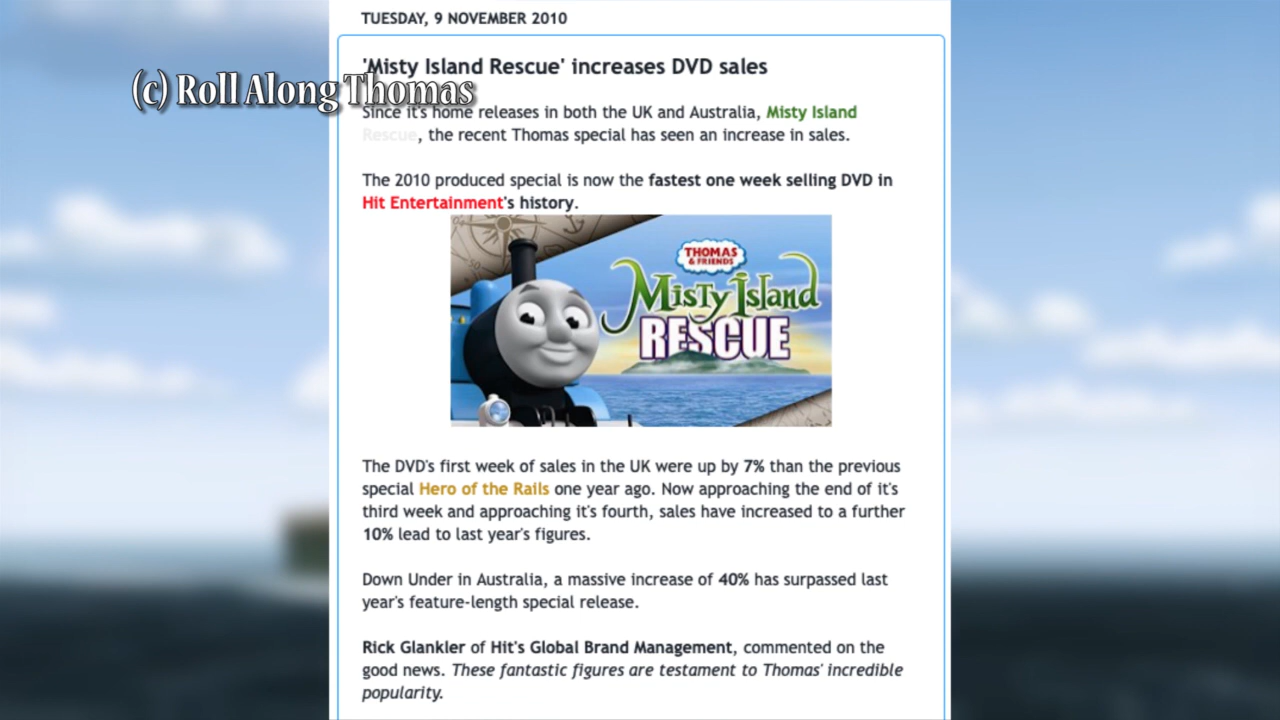 TUESDAY, 9 NOVEMBER 2010
'Misty Island Rescue' increases DVD sales
(c) Roll Along Thomas
Since it's home releases in both the UK and Australia, Misty Island
Rescue, the recent Thomas special has seen an increase in sales.
The 2010 produced special is now the fastest one week selling DVD in
Hit Entertainment's history.
THOMAS
& FRIENDS
Misty Island
RESCUE
The DVD's first week of sales in the UK were up by 7% than the previous
special Hero of the Rails one year ago. Now approaching the end of it's
third week and approaching it's fourth, sales have increased to a further
10% lead to last year's figures.
Down Under in Australia, a massive increase of 40% has surpassed last
year's feature-length special release.
Rick Glankler of Hit's Global Brand Management, commented on the
good news. These fantastic figures are testament to Thomas' incredible
popularity.